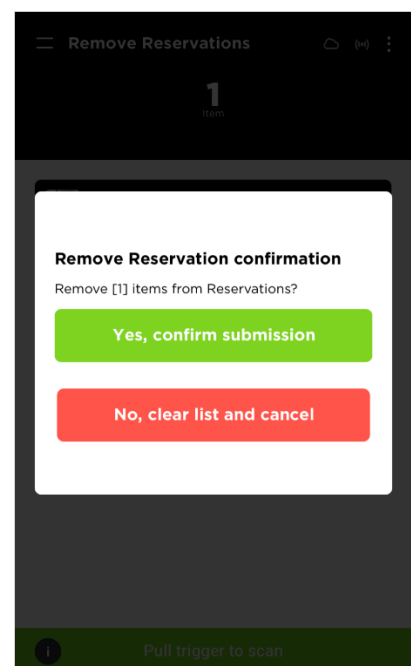 Remove Reservations
1
Item
Remove Reservation confirmation
Remove [1] items from Reservations?
Yes, confirm submission
No, clear list and cancel
Pull trigger to scan